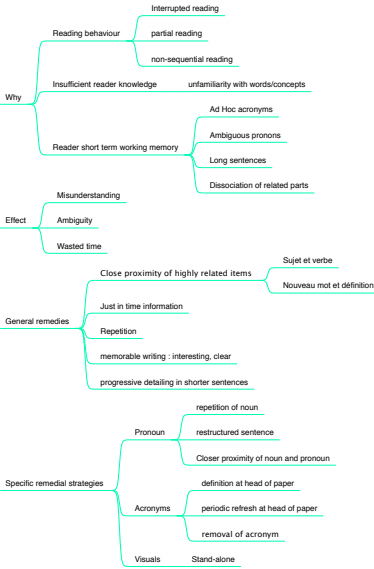 Why
Reading behaviour
Interrupted reading
partial reading
non-sequential reading
Insufficient reader knowledge
unfamiliarity with words/concepts
Reader short term working memory
Ad Hoc acronyms
Ambiguous pronons
Long sentences
Dissociation of related parts
Effect
Misunderstanding
Ambiguity
Wasted time
General remedies
Close proximity of highly related items
Sujet et verbe
Nouveau mot et définition
Just in time information
Repetition
memorable writing : interesting, clear
progressive detailing in shorter sentences
Specific remedial strategies
Pronoun
repetition of noun
restructured sentence
Closer proximity of noun and pronoun
Acronyms
definition at head of paper
periodic refresh at head of paper
removal of acronym
Visuals
Stand-alone